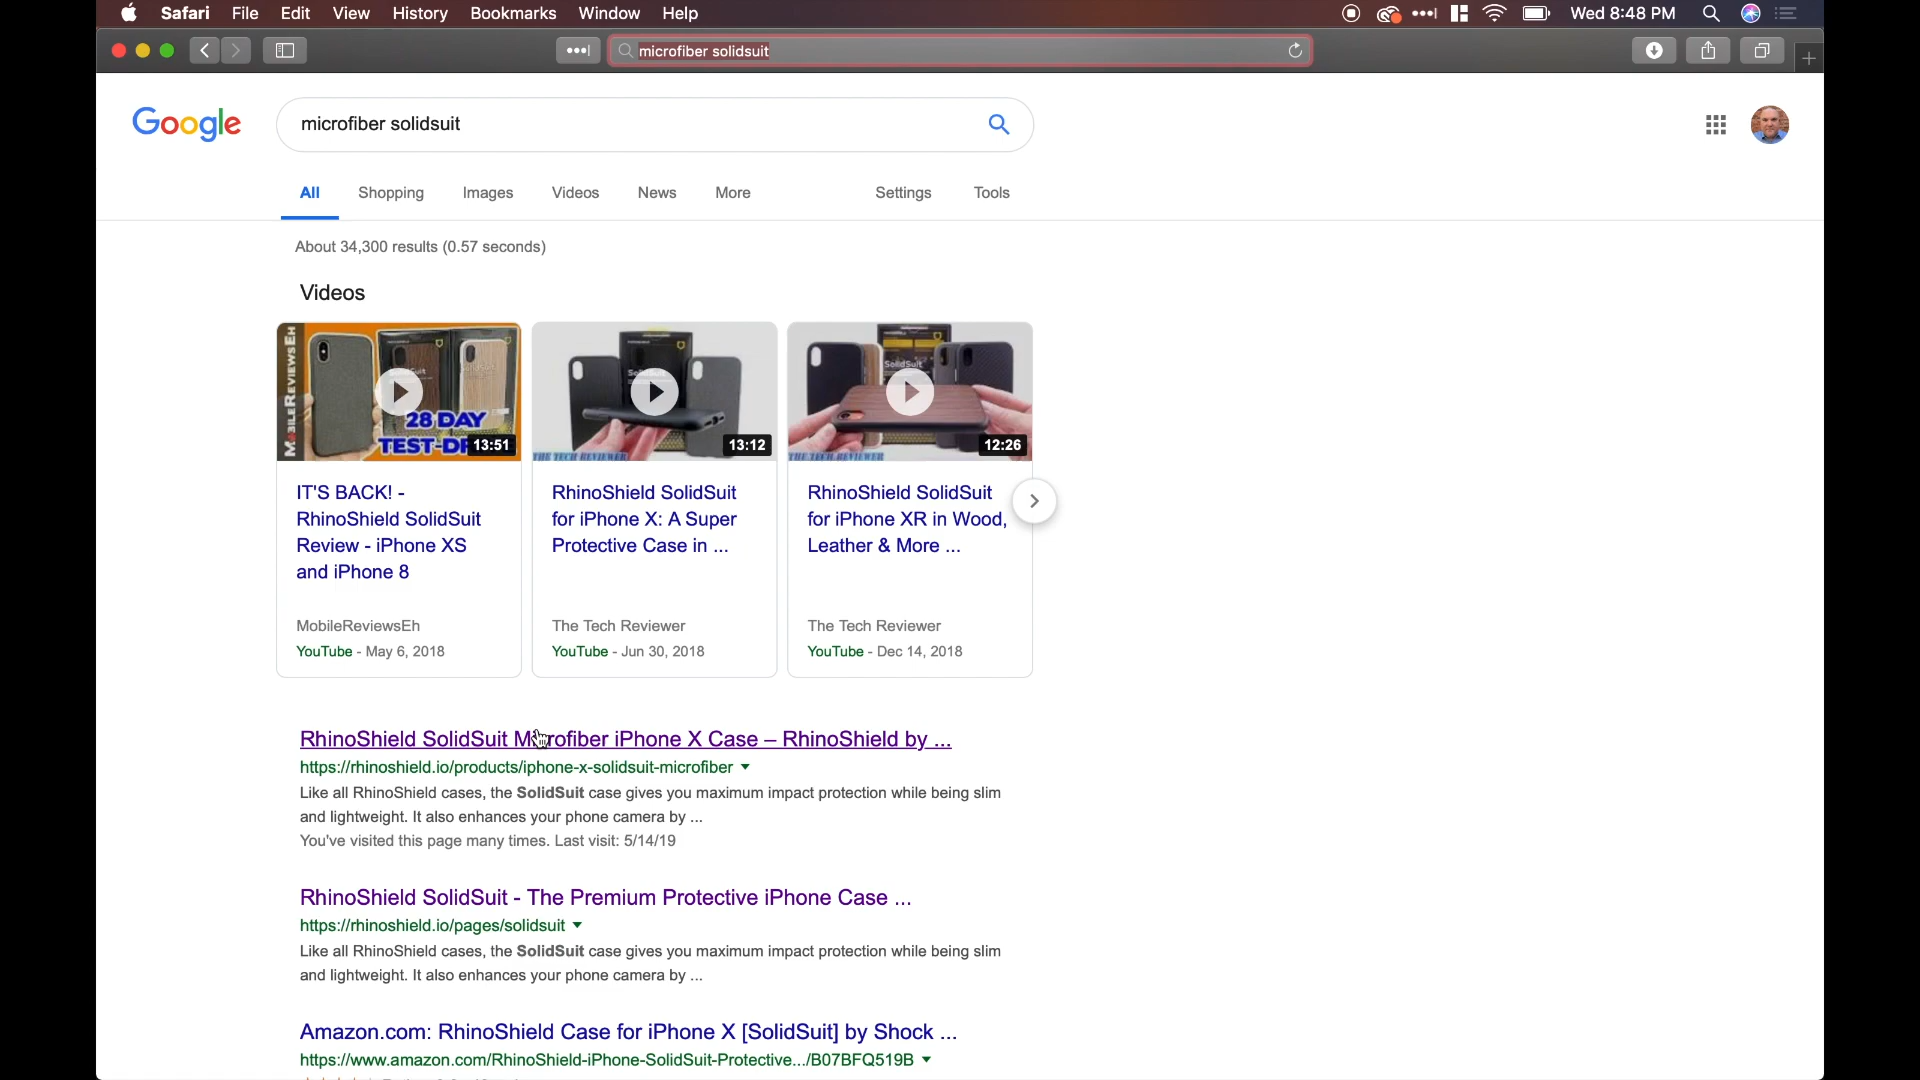 Safari File Edit View History Bookmarks Window Help
Wed 8:48 PM
microfiber solidsuit
Google
microfiber solidsuit
All Shopping Images Videos News More Settings Tools
About 34,300 results (0.57 seconds)
Videos
MOBILEREVIEWSEH
28 DAY
13:51
SolidSuit
THE TECH REVIEWER
13:12
SolidSuit
THE TECH REVIEWER
12:26
IT'S BACK! -
RhinoShield SolidSuit
Review - iPhone XS
and iPhone 8
MobileReviewsEh
YouTube - May 6, 2018
RhinoShield SolidSuit
for iPhone X: A Super
Protective Case in ...
The Tech Reviewer
YouTube - Jun 30, 2018
RhinoShield SolidSuit
for iPhone XR in Wood,
Leather & More ...
The Tech Reviewer
YouTube - Dec 14, 2018
RhinoShield SolidSuit Microfiber iPhone X Case – RhinoShield by ...
https://rhinoshield.io/products/iphone-x-solidsuit-microfiber
Like all RhinoShield cases, the SolidSuit case gives you maximum impact protection while being slim
and lightweight. It also enhances your phone camera by ...
You've visited this page many times. Last visit: 5/14/19
RhinoShield SolidSuit - The Premium Protective iPhone Case ...
https://rhinoshield.io/pages/solidsuit
Like all RhinoShield cases, the SolidSuit case gives you maximum impact protection while being slim
and lightweight. It also enhances your phone camera by ...
Amazon.com: RhinoShield Case for iPhone X [SolidSuit] by Shock ...
https://www.amazon.com/RhinoShield-iPhone-SolidSuit-Protective.../B07BFQ519B